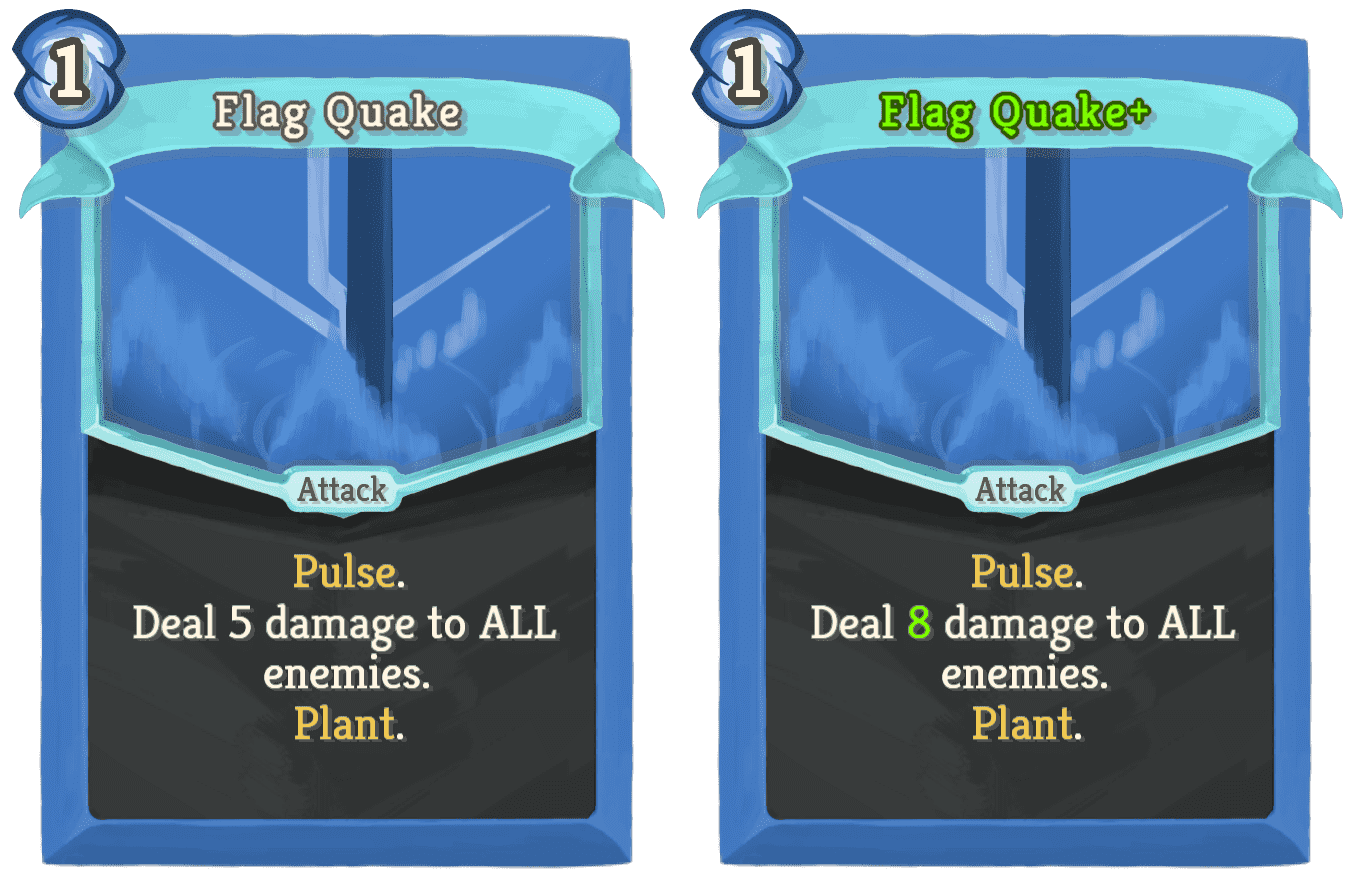 1
Flag Quake
Attack
Pulse.
Deal 5 damage to ALL
enemies.
Plant.
1
Flag Quake+
Attack
Pulse.
Deal 8 damage to ALL
enemies.
Plant.